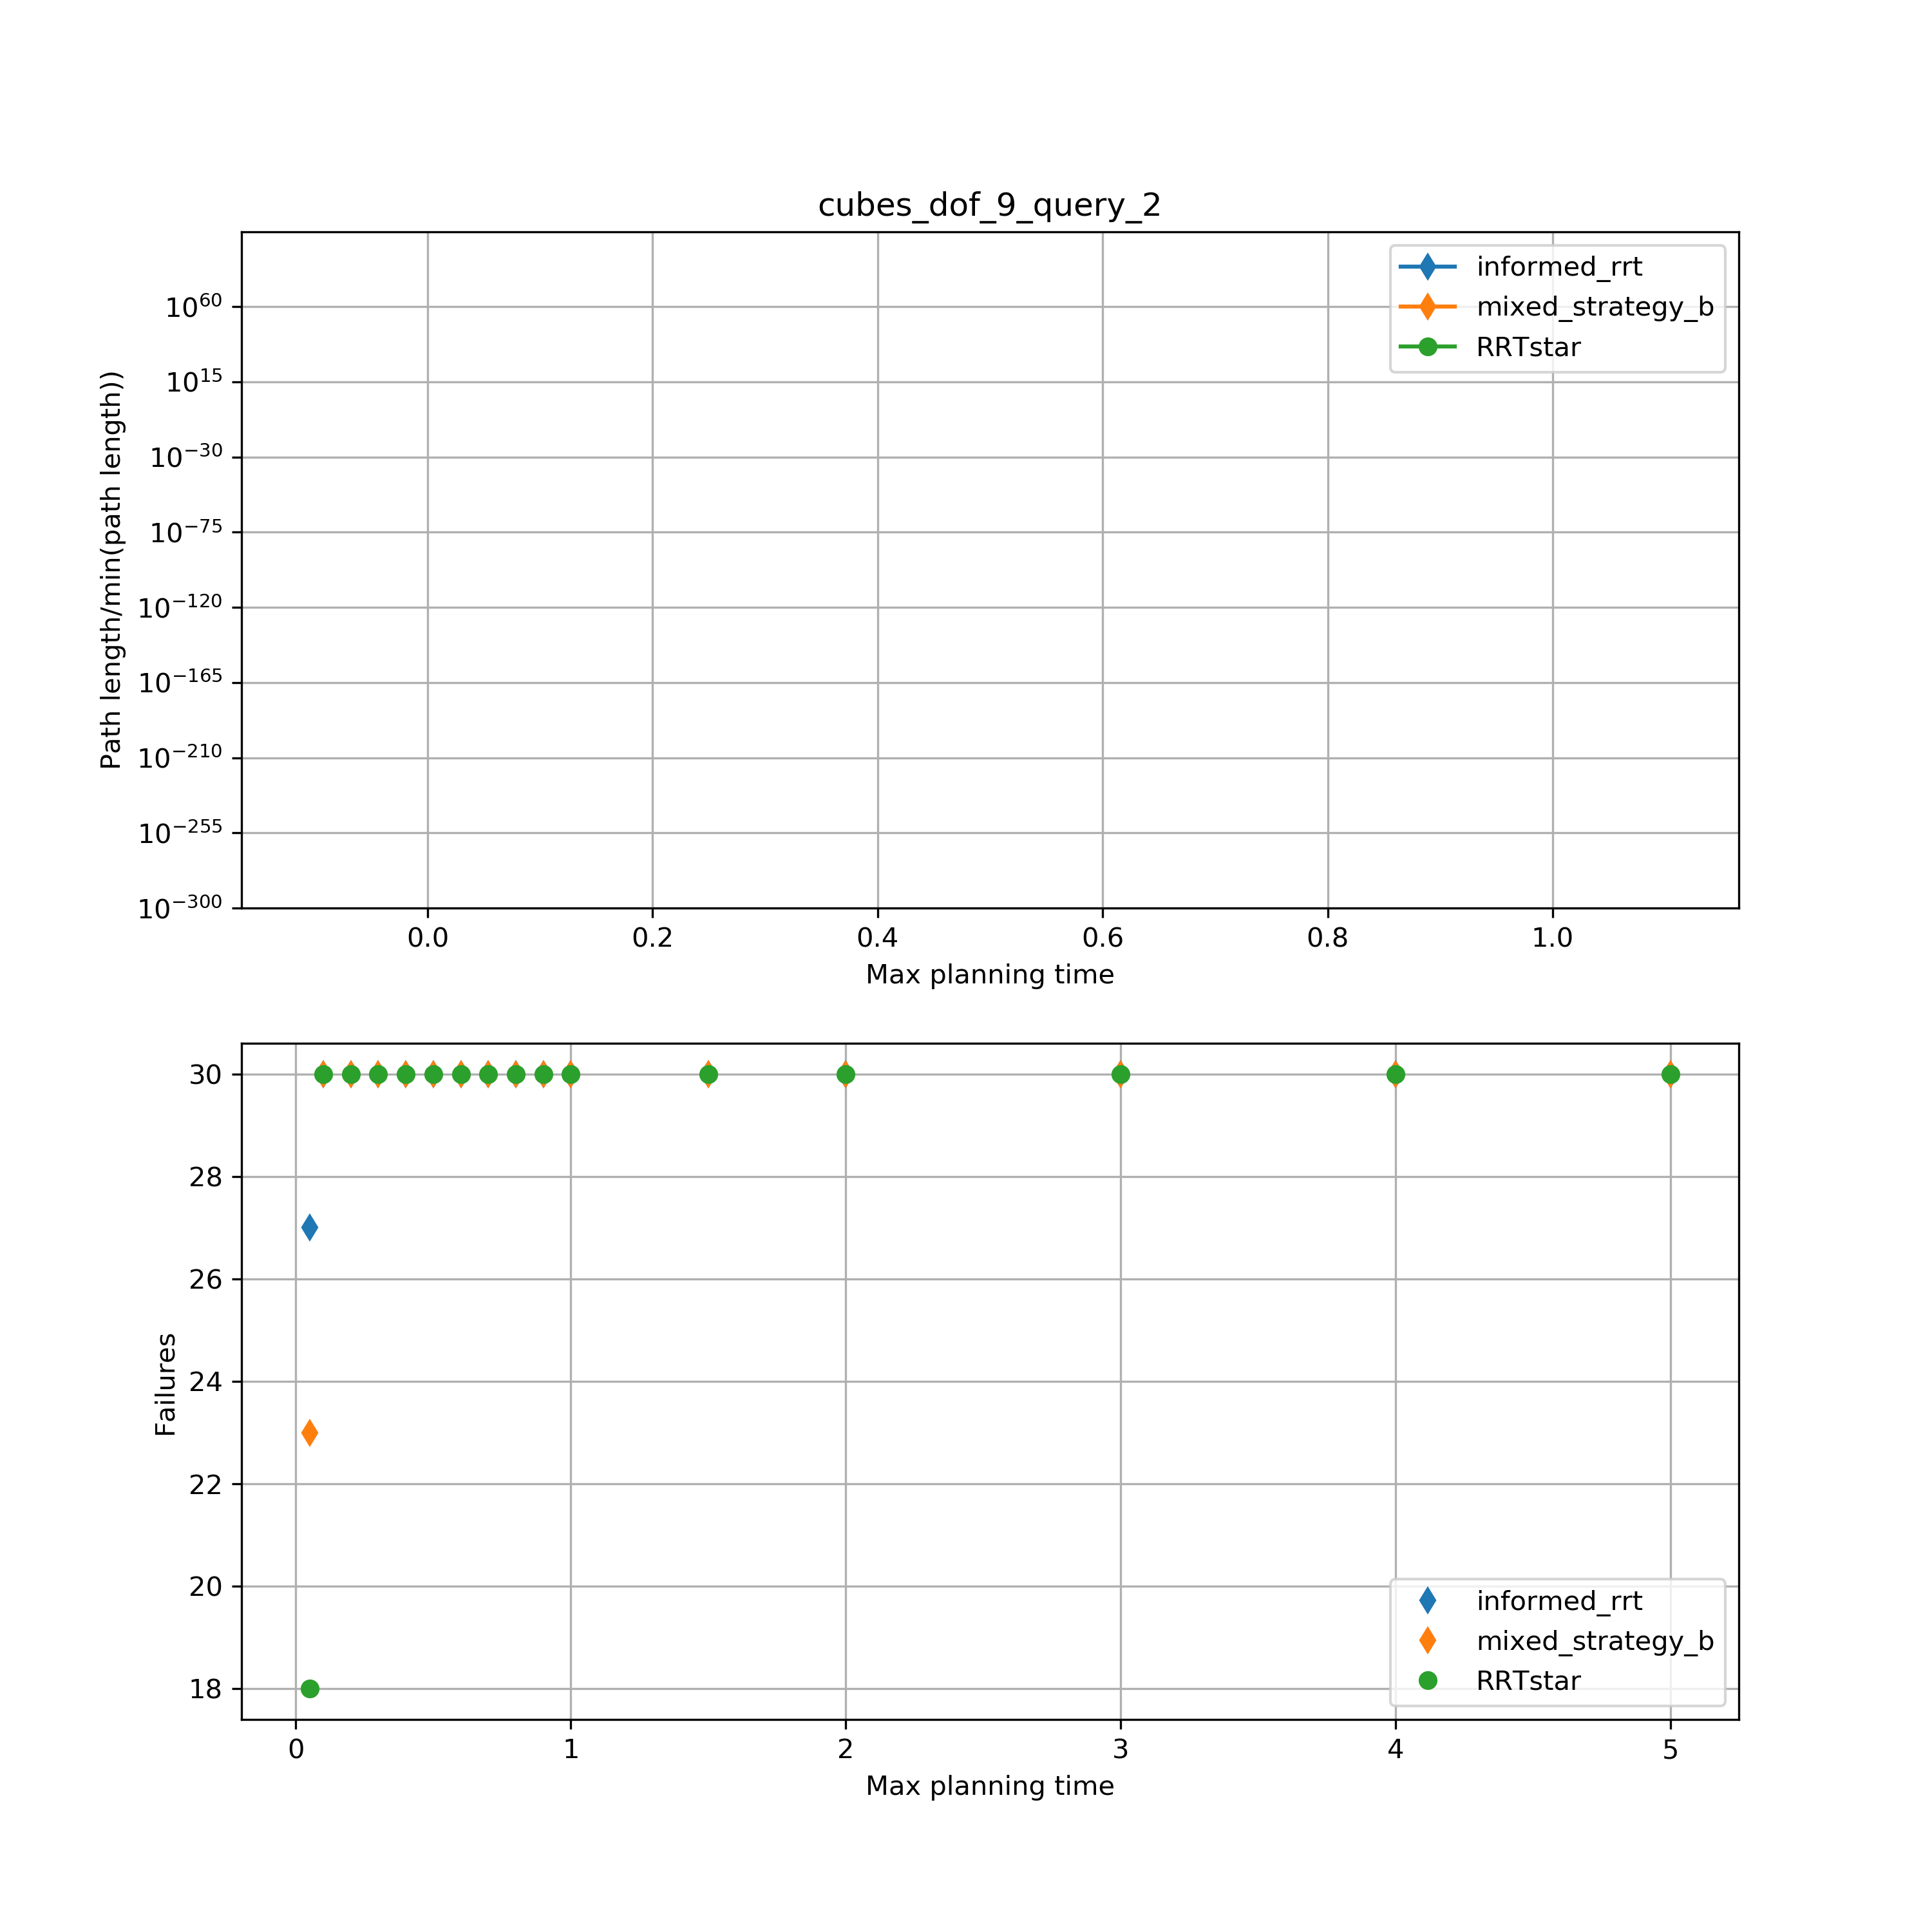 cubes_dof_9_query_2
10^60
10^15
10^−30
10^−75
10^−120
10^−165
10^−210
10^−255
10^−300
Path length/min(path length))
informed_rrt
mixed_strategy_b
RRTstar
0.0 0.2 0.4 0.6 0.8 1.0
Max planning time
30
28
26
24
22
20
18
Failures
informed_rrt
mixed_strategy_b
RRTstar
0 1 2 3 4 5
Max planning time